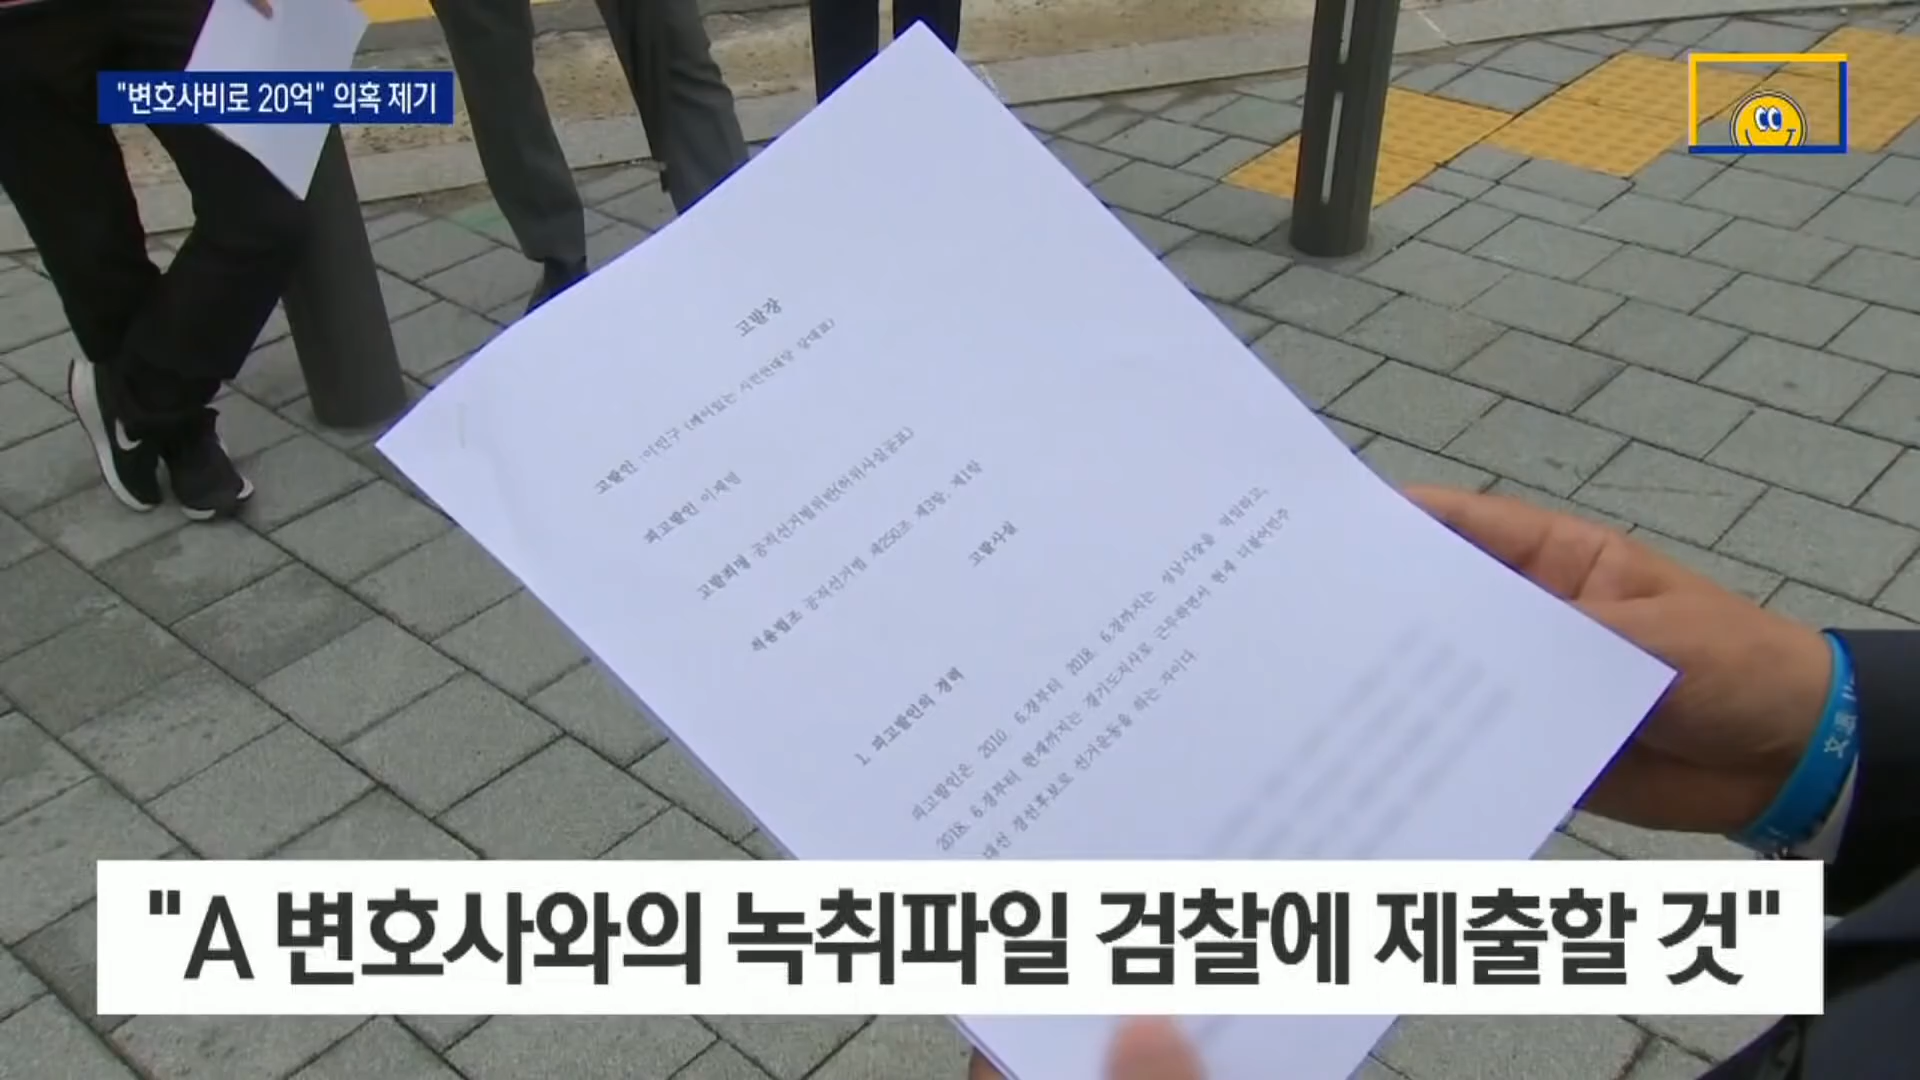 "변호사비로 20억" 의혹 제기
고발장
고발인 : 이민구 (깨어있는 시민연대당 당대표)
피고발인 이재명
고발죄명 공직선거법위반(허위사실공표)
적용법조 공직선거법 제250조 제3항, 제1항
고발사실
1. 피고발인의 경력
피고발인은 2010. 6.경부터 2018. 6.경까지는 성남시장을 역임하고,
2018. 6.경부터 현재까지는 경기도지사로 근무하면서 현재 더불어민주
대선 경선후보로 선거운동을 하는 자이다.
"A 변호사와의 녹취파일 검찰에 제출할 것"